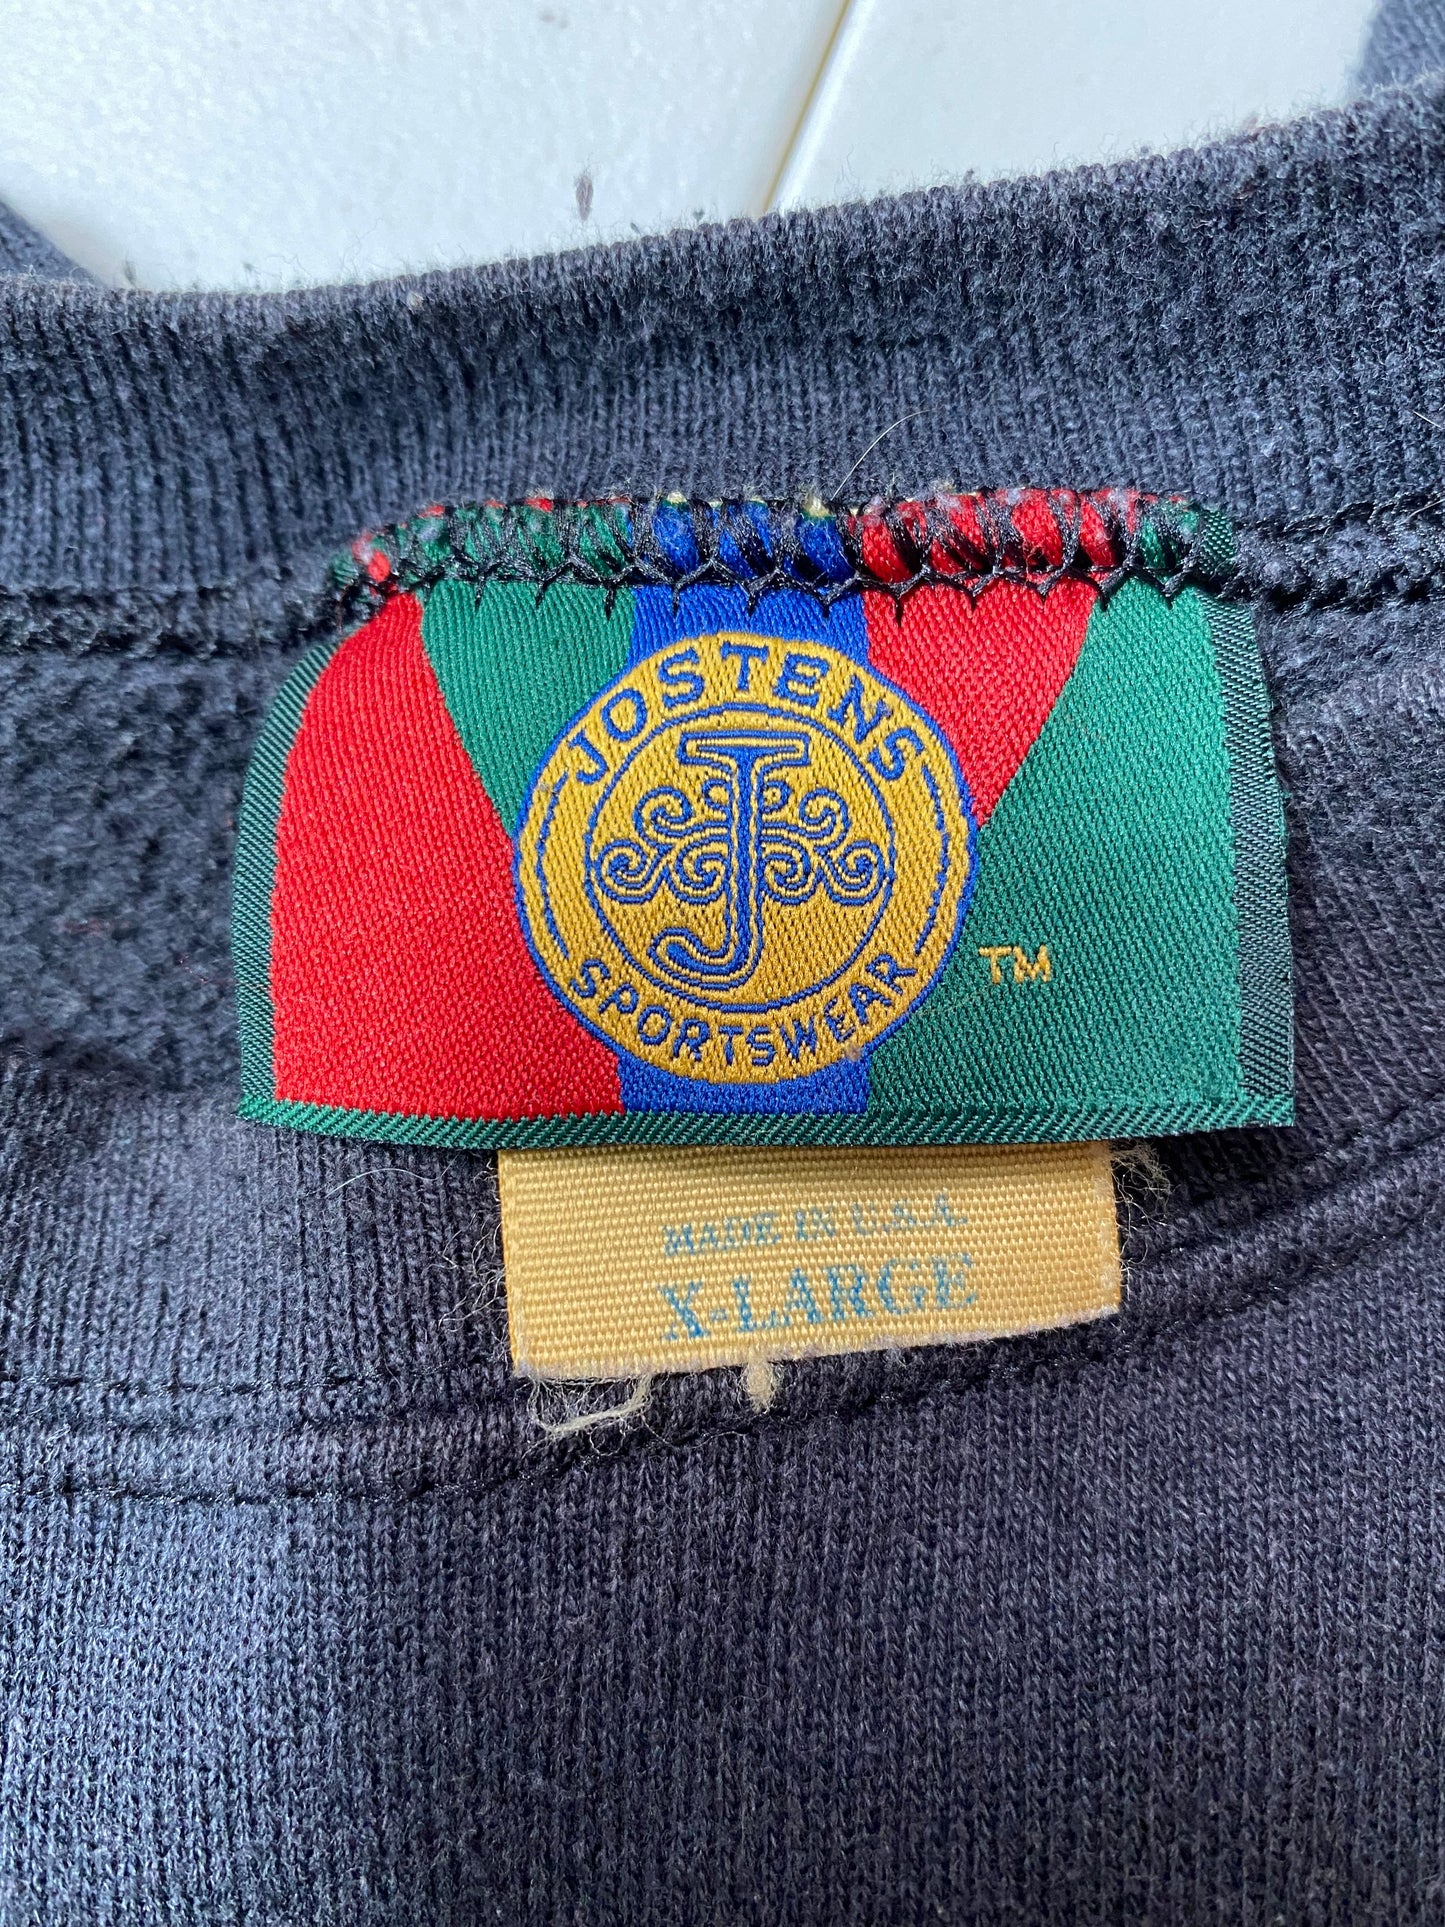 JOSTENS
J
SPORTSWEAR
TM
MADE IN U.S.A.
X-LARGE